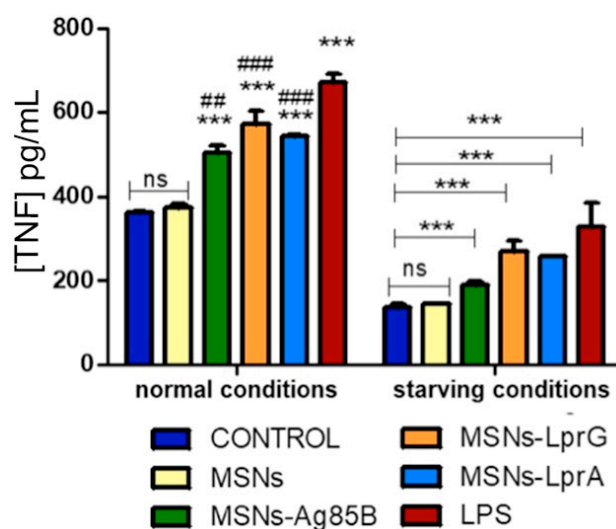 [TNF] pg/mL
800
600
400
200
0
ns
##
***
###
***
###
***
***
ns
***
***
***
***
normal conditions
starving conditions
CONTROL
MSNs
MSNs-Ag85B
MSNs-LprG
MSNs-LprA
LPS